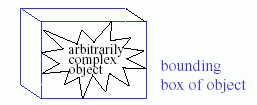 arbitrarily
complex
object
bounding
box of object